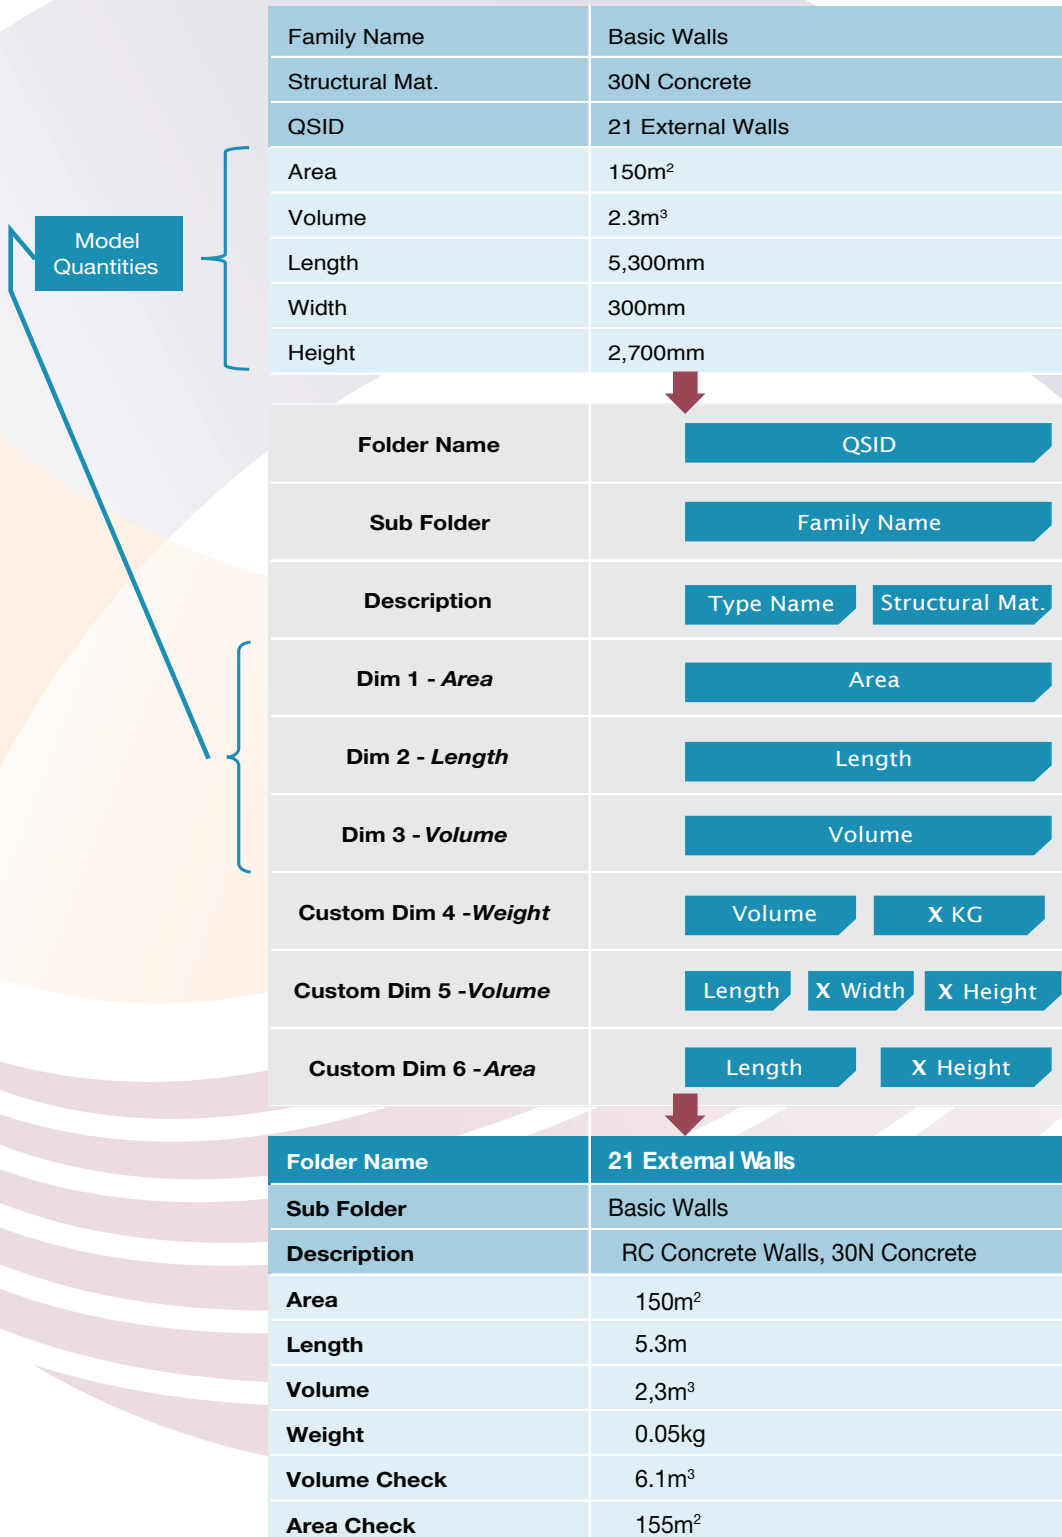 Family Name Basic Walls
Structural Mat. 30N Concrete
QSID 21 External Walls
Area 150m²
Volume 2.3m³
Model
Quantities
Length 5,300mm
Width 300mm
Height 2,700mm
Folder Name QSID
Sub Folder Family Name
Description Type Name Structural Mat.
Dim 1 - Area Area
Dim 2 - Length Length
Dim 3 - Volume Volume
Custom Dim 4 -Weight Volume X KG
Custom Dim 5 -Volume Length X Width X Height
Custom Dim 6 -Area Length X Height
Folder Name 21 External Walls
Sub Folder Basic Walls
Description RC Concrete Walls, 30N Concrete
Area 150m²
Length 5.3m
Volume 2,3m³
Weight 0.05kg
Volume Check 6.1m³
Area Check 155m²